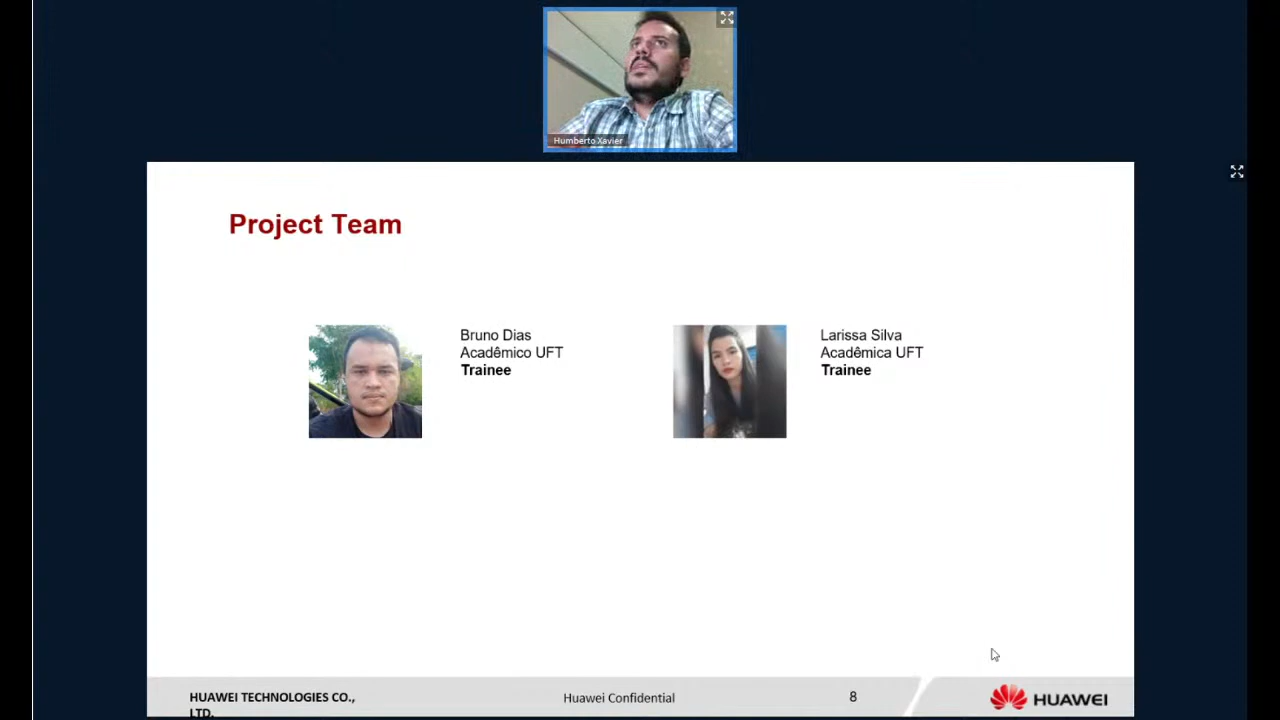 Humberto Xavier
Project Team
Bruno Dias
Acadêmico UFT
Trainee
Larissa Silva
Acadêmica UFT
Trainee
HUAWEI TECHNOLOGIES CO.,
LTD.
Huawei Confidential
8
HUAWEI